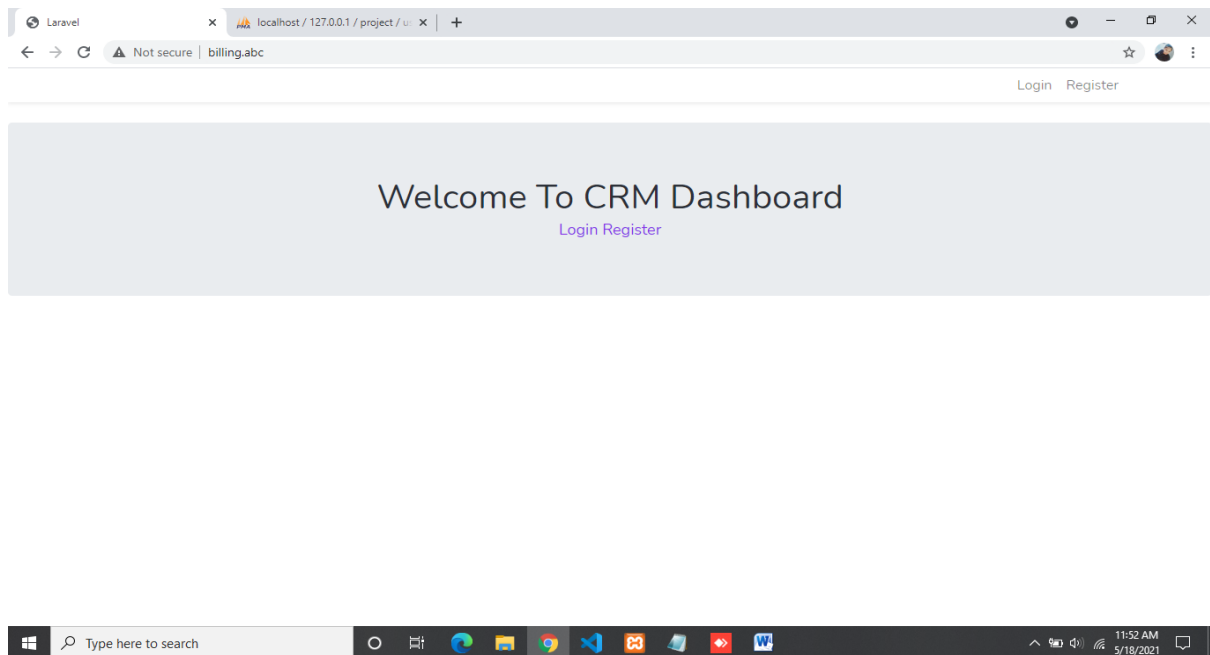 Laravel
localhost / 127.0.0.1 / project / u
Not secure | billing.abc
Login Register
Welcome To CRM Dashboard
Login Register
Type here to search
11:52 AM
5/18/2021